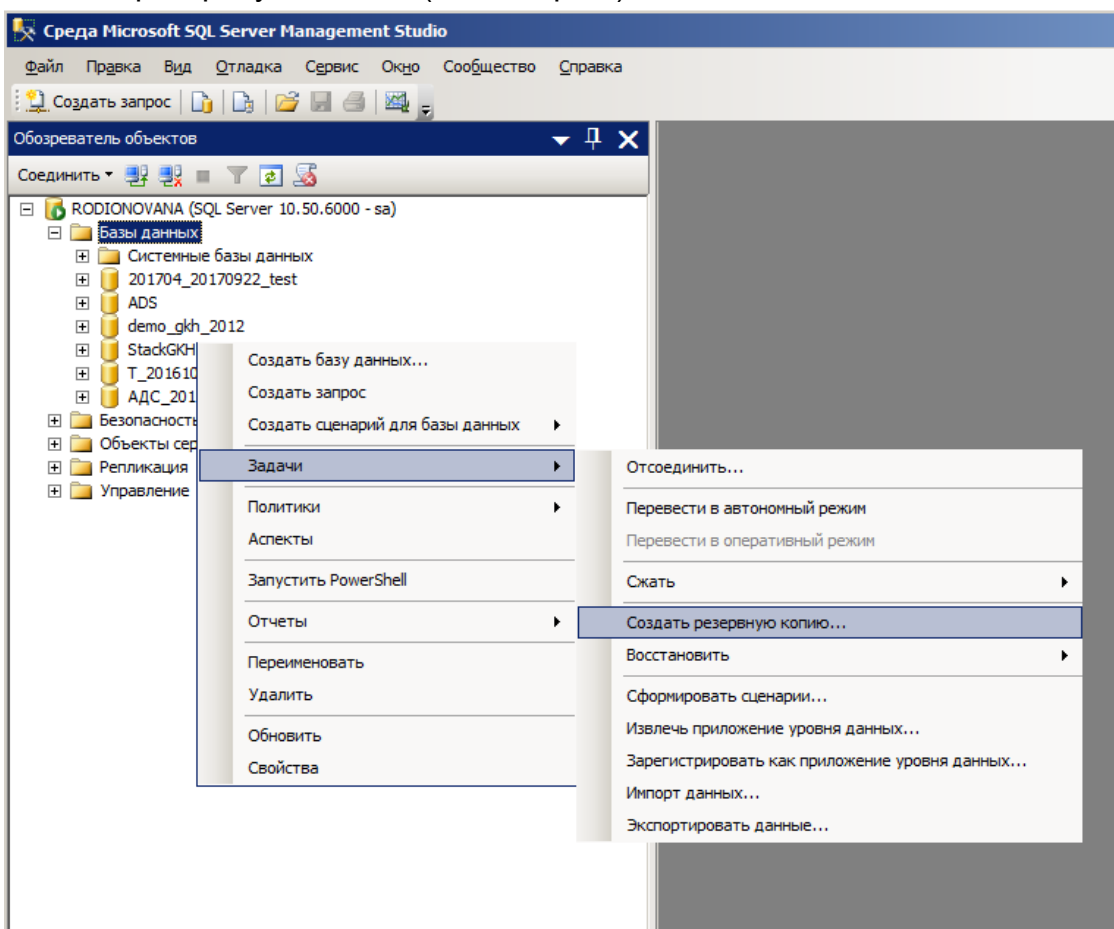 Среда Microsoft SQL Server Management Studio
Файл Правка Вид Отладка Сервис Окно Сообщество Справка
Создать запрос
Обозреватель объектов
Соединить
RODIONOVANA (SQL Server 10.50.6000 - sa)
Базы данных
Системные базы данных
201704_20170922_test
ADS
demo_gkh_2012
StackGKH
T_201610
АДС_201
Безопасность
Объекты сер
Репликация
Управление
Создать базу данных...
Создать запрос
Создать сценарий для базы данных
Задачи
Политики
Аспекты
Запустить PowerShell
Отчеты
Переименовать
Удалить
Обновить
Свойства
Отсоединить...
Перевести в автономный режим
Перевести в оперативный режим
Сжать
Создать резервную копию...
Восстановить
Сформировать сценарии...
Извлечь приложение уровня данных...
Зарегистрировать как приложение уровня данных...
Импорт данных...
Экспортировать данные...